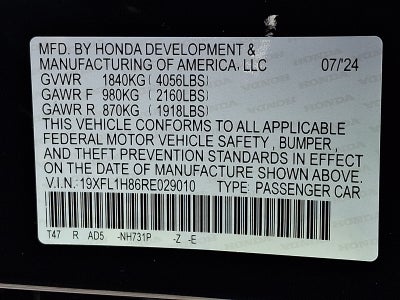 MFD. BY HONDA DEVELOPMENT &
MANUFACTURING OF AMERICA, LLC 07/'24
GVWR 1840KG ( 4056LBS)
GAWR F 980KG ( 2160LBS)
GAWR R 870KG ( 1918LBS)
THIS VEHICLE CONFORMS TO ALL APPLICABLE
FEDERAL MOTOR VEHICLE SAFETY , BUMPER ,
AND THEFT PREVENTION STANDARDS IN EFFECT
ON THE DATE OF MANUFACTURE SHOWN ABOVE.
V.I.N.: 19XFL1H86RE029010 TYPE: PASSENGER CAR
T47 R AD5 -NH731P -Z -E